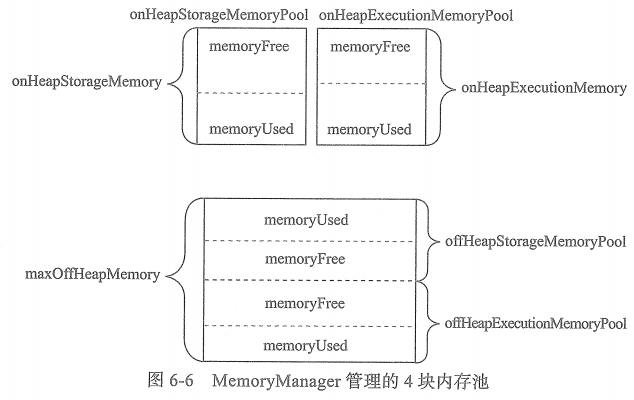 onHeapStorageMemoryPool onHeapExecutionMemoryPool
memoryFree memoryFree
onHeapStorageMemory
onHeapExecutionMemory
memoryUsed memoryUsed
memoryUsed
offHeapStorageMemoryPool
memoryFree
maxOffHeapMemory
memoryFree
offHeapExecutionMemoryPool
memoryUsed
图 6-6 MemoryManager 管理的 4 块内存池